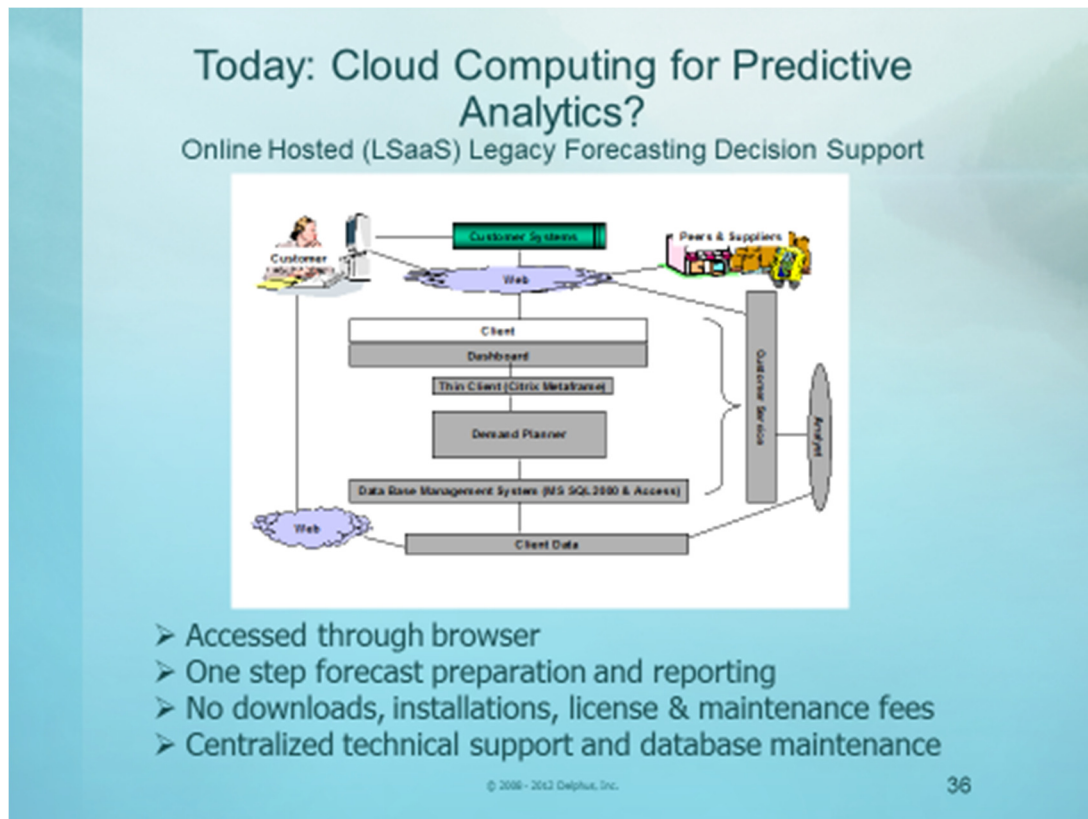 Today: Cloud Computing for Predictive
Analytics?
Online Hosted (LSaaS) Legacy Forecasting Decision Support
Customer Systems
Peers & Suppliers
Customer
Web
Client
Dashboard
Thin Client (Citrix Metaframe)
Customer Service
Demand Planner
Analyst
Data Base Management System (MS SQL2000 & Access)
Web
Client Data
➢ Accessed through browser
➢ One step forecast preparation and reporting
➢ No downloads, installations, license & maintenance fees
➢ Centralized technical support and database maintenance
© 2008 - 2012 Delphus, Inc.
36